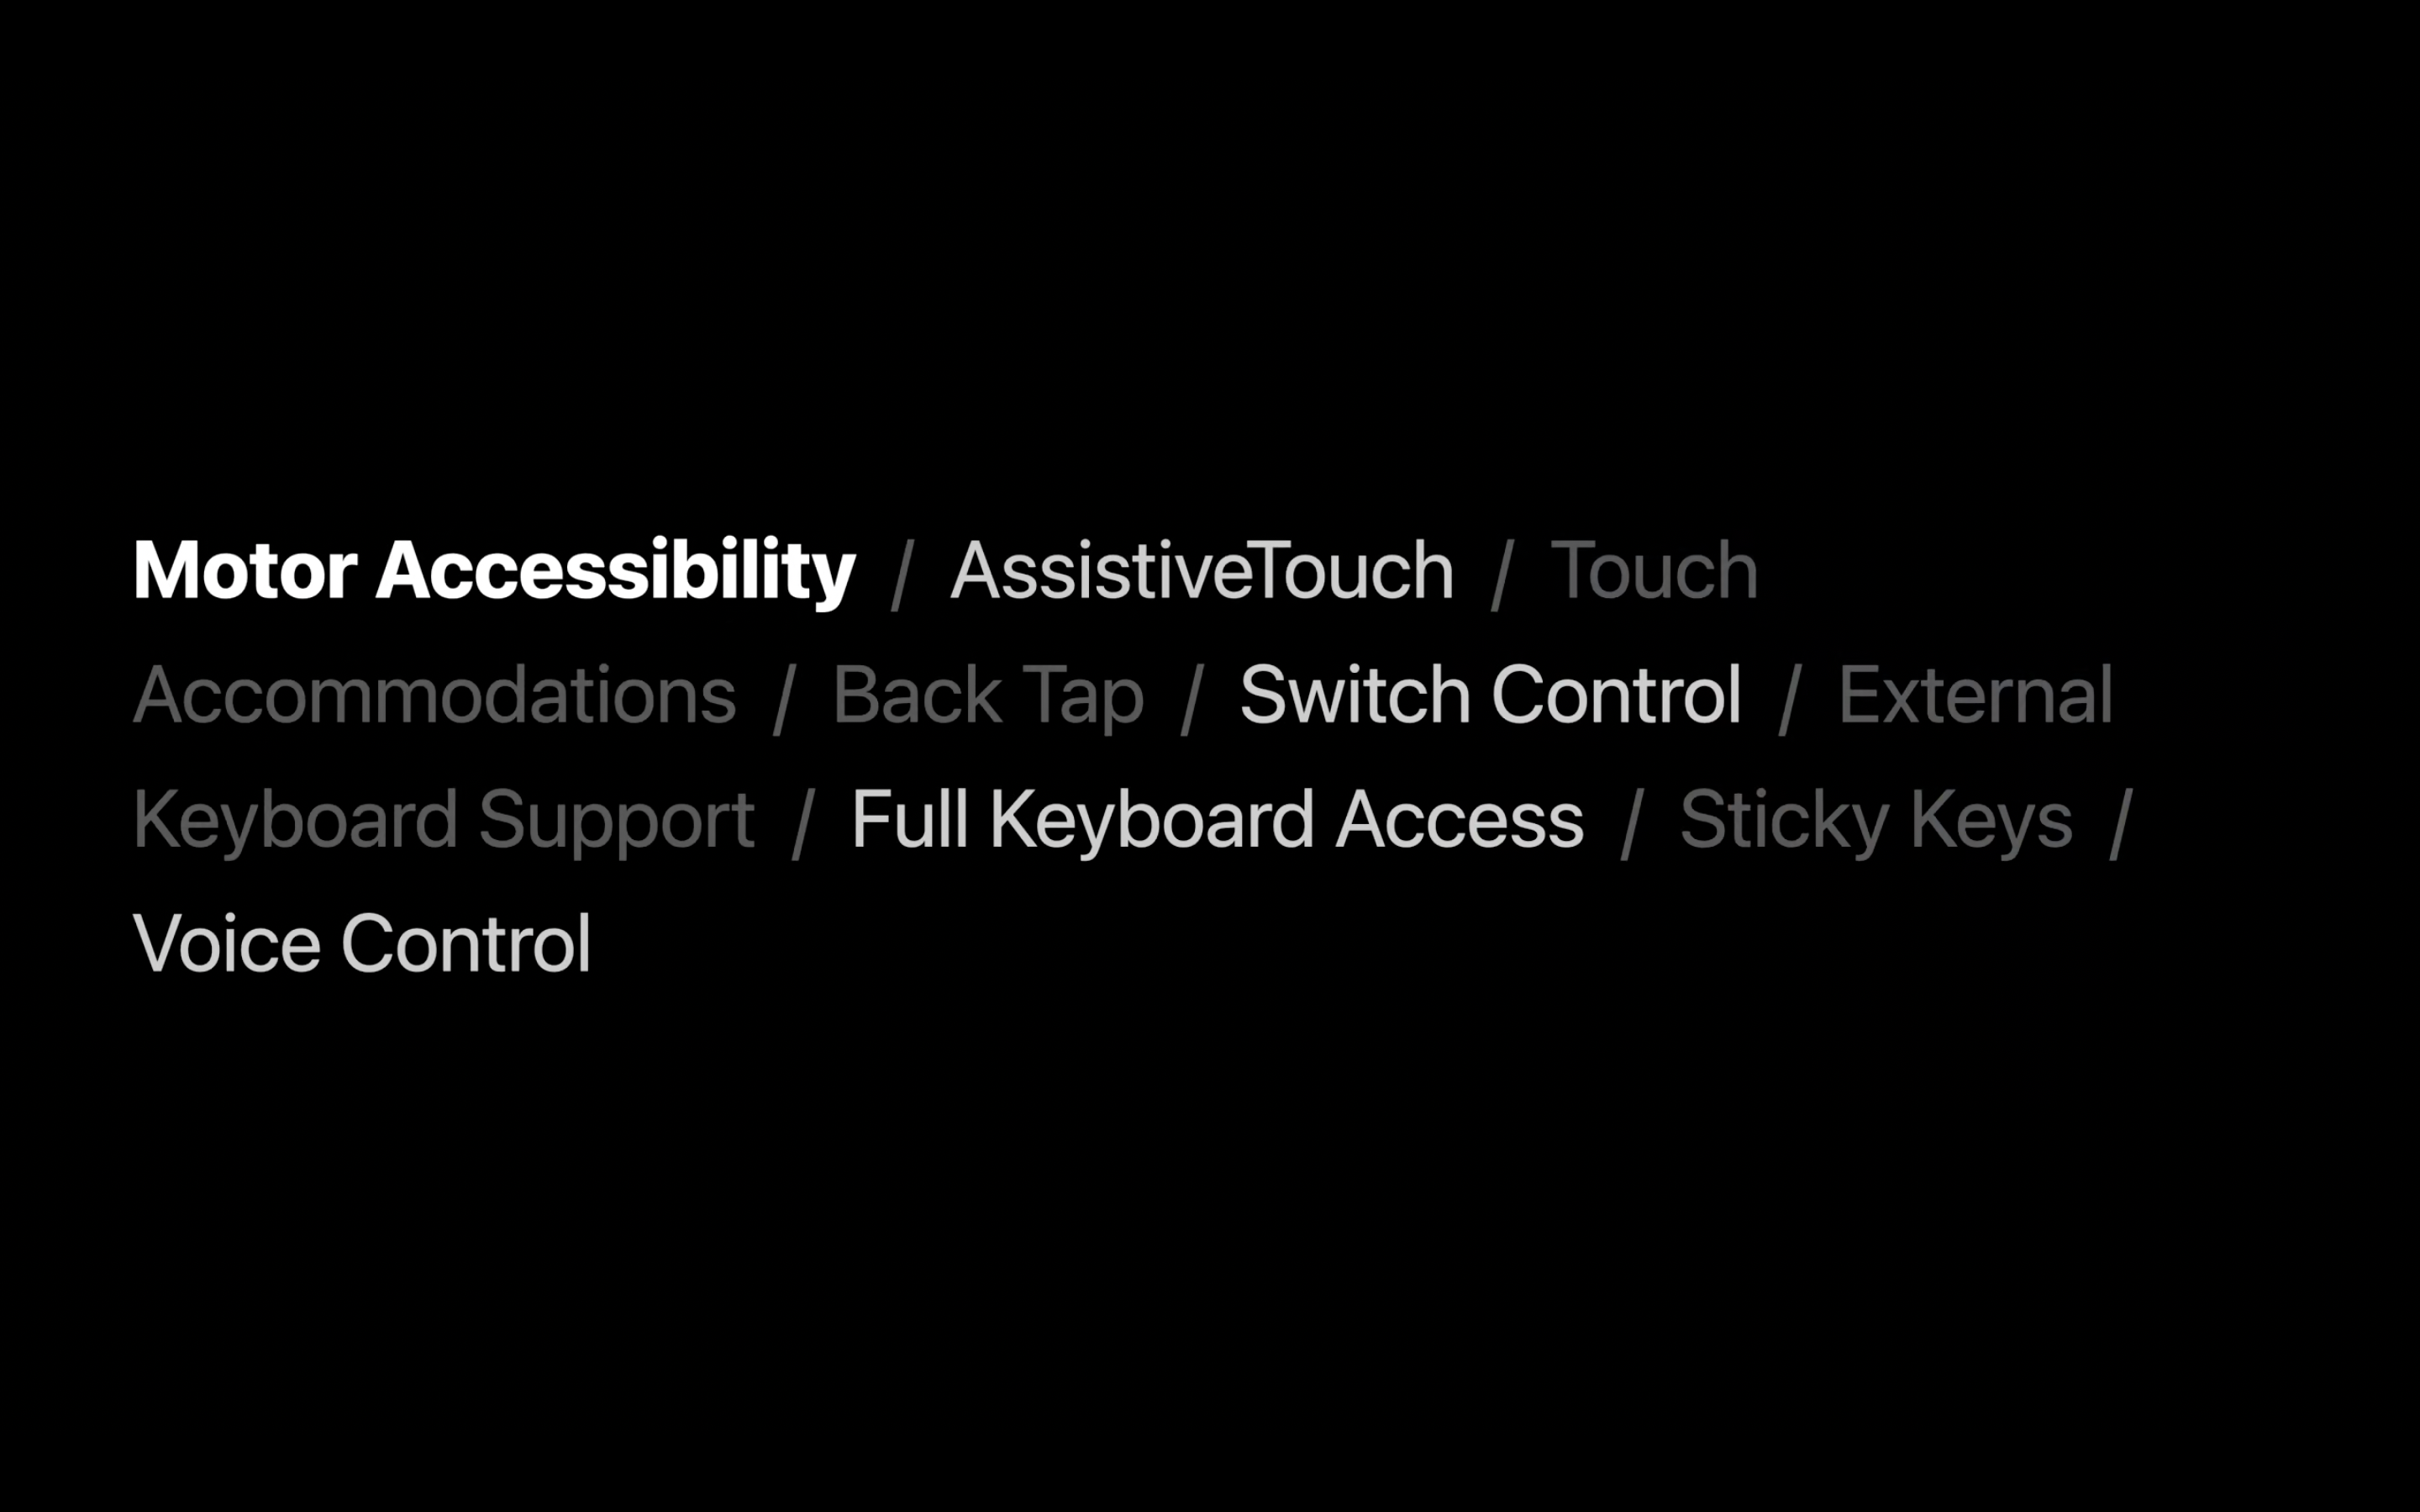 Motor Accessibility / AssistiveTouch / Touch
Accommodations / Back Tap / Switch Control / External
Keyboard Support / Full Keyboard Access / Sticky Keys /
Voice Control